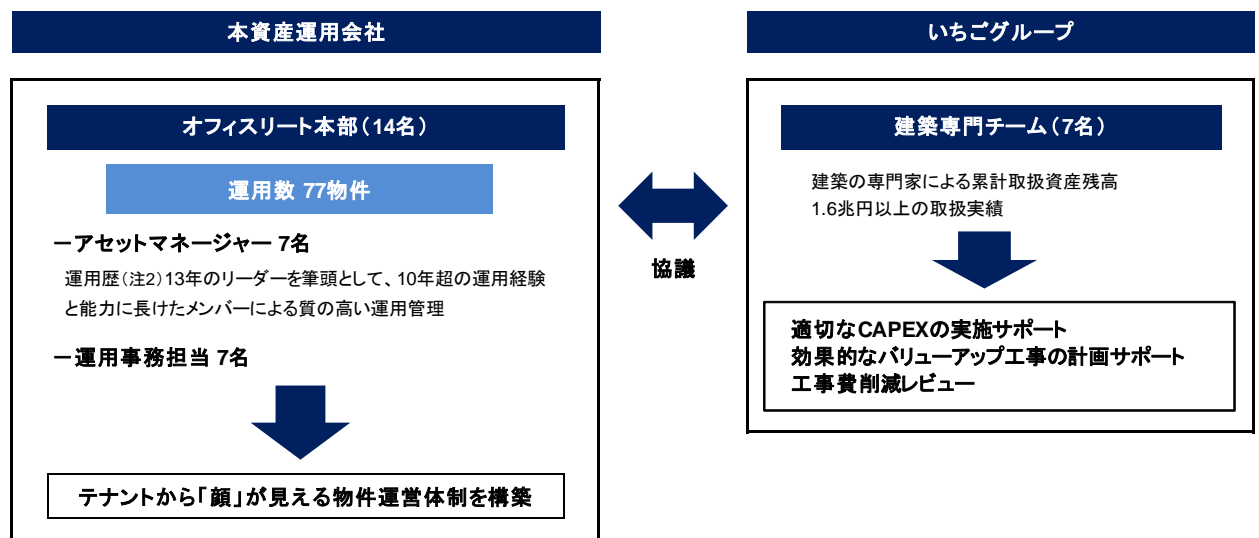 本資産運用会社
オフィスリート本部（14名）
運用数 77物件
－アセットマネージャー 7名
運用歴（注2）13年のリーダーを筆頭として、10年超の運用経験
と能力に長けたメンバーによる質の高い運用管理
－運用事務担当 7名
テナントから「顔」が見える物件運営体制を構築
協議
いちごグループ
建築専門チーム（7名）
建築の専門家による累計取扱資産残高
1.6兆円以上の取扱実績
適切なCAPEXの実施サポート
効果的なバリューアップ工事の計画サポート
工事費削減レビュー